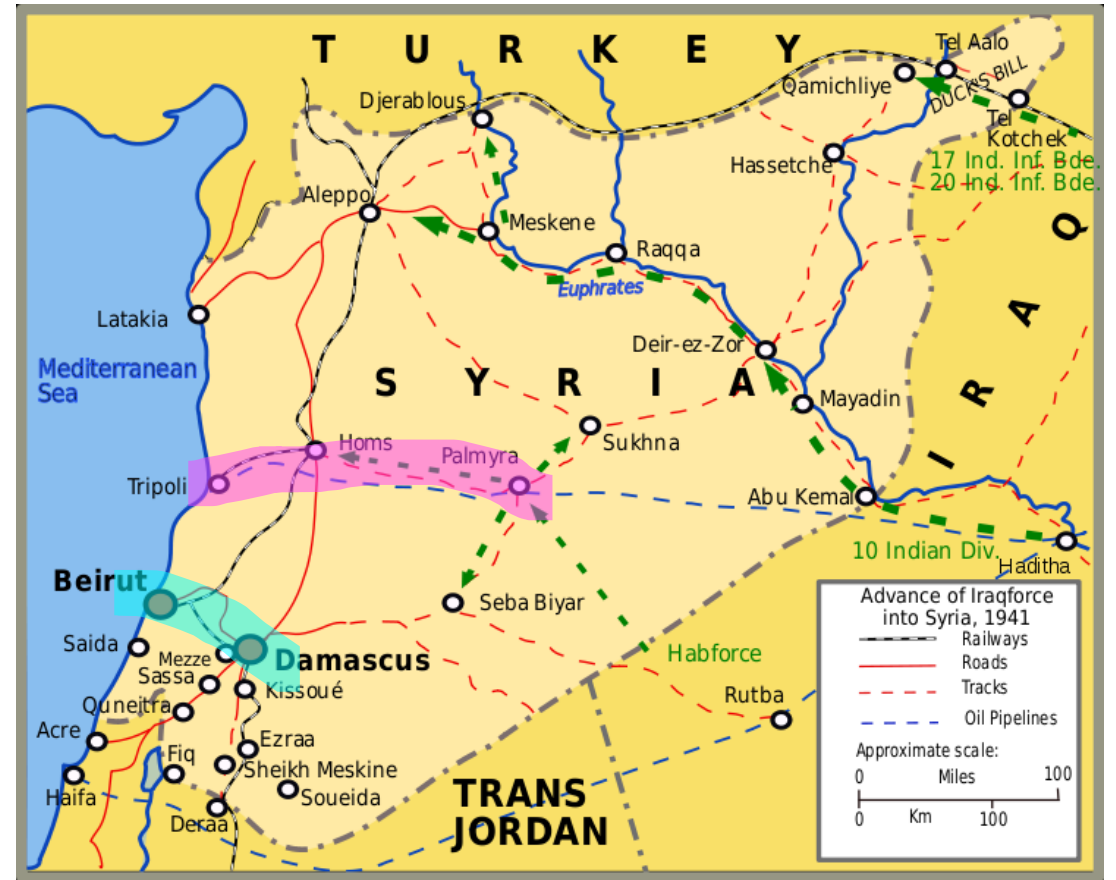 T U R K E Y
Tel Aalo
Qamichliye
DUCK'S BILL
Djerablous
Tel
Kotchek
Hassetche
17 Ind. Inf. Bde.
20 Ind. Inf. Bde.
Aleppo
Meskene
Raqqa
Euphrates
I R A Q
Latakia
Deir-ez-Zor
Mediterranean
Sea
S Y R I A
Mayadin
Homs
Sukhna
Palmyra
Tripoli
Abu Kemal
10 Indian Div.
Haditha
Beirut
Seba Biyar
Saida
Mezze
Damascus
Habforce
Sassa
Kissoué
Quneitra
Rutba
Acre
Ezraa
Fiq
Sheikh Meskine
Haifa
Soueida
Deraa
TRANS
JORDAN
Advance of Iraqforce
into Syria, 1941
Railways
Roads
Tracks
Oil Pipelines
Approximate scale:
0 Miles 100
0 Km 100